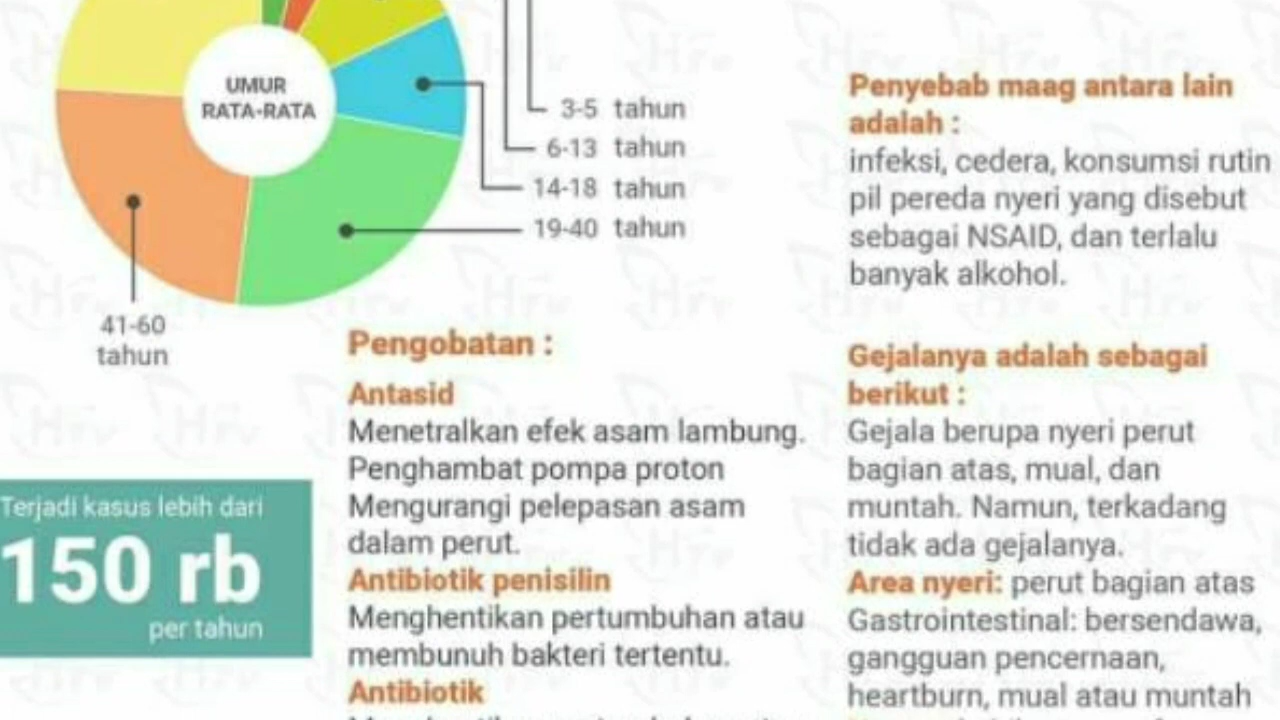 UMUR
RATA-RATA
3-5 tahun
6-13 tahun
14-18 tahun
19-40 tahun
41-60
tahun
Terjadi kasus lebih dari
150 rb
per tahun
Pengobatan :
Antasid
Menetralkan efek asam lambung.
Penghambat pompa proton
Mengurangi pelepasan asam
dalam perut.
Antibiotik penisilin
Menghentikan pertumbuhan atau
membunuh bakteri tertentu.
Antibiotik
Penyebab maag antara lain
adalah :
infeksi, cedera, konsumsi rutin
pil pereda nyeri yang disebut
sebagai NSAID, dan terlalu
banyak alkohol.
Gejalanya adalah sebagai
berikut :
Gejala berupa nyeri perut
bagian atas, mual, dan
muntah. Namun, terkadang
tidak ada gejalanya.
Area nyeri: perut bagian atas
Gastrointestinal: bersendawa,
gangguan pencernaan,
heartburn, mual atau muntah